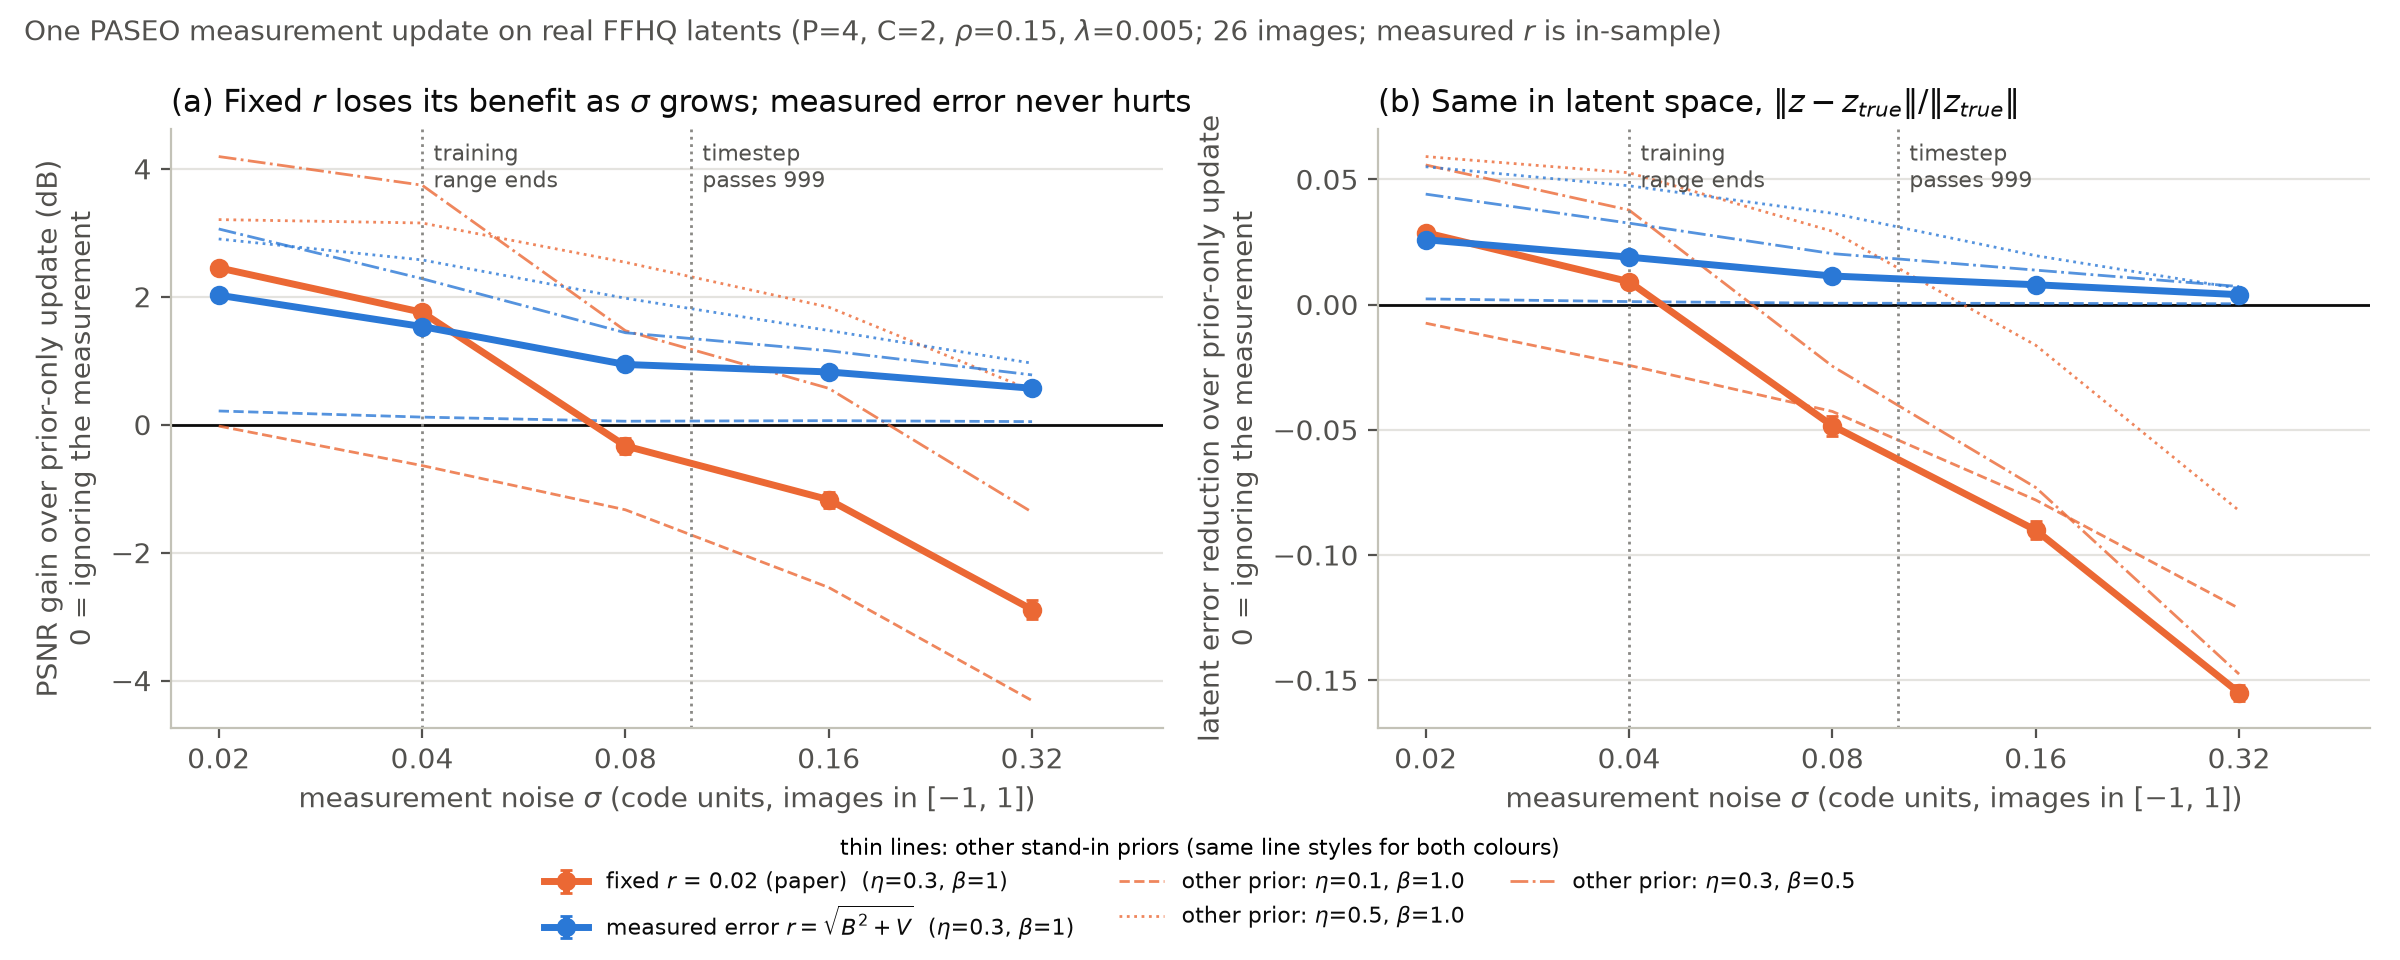 One PASEO measurement update on real FFHQ latents (P=4, C=2, ρ=0.15, λ=0.005; 26 images; measured r is in-sample)
(a) Fixed r loses its benefit as σ grows; measured error never hurts
PSNR gain over prior-only update (dB)
0 = ignoring the measurement
4
2
0
−2
−4
training
range ends
timestep
passes 999
0.02
0.04
0.08
0.16
0.32
measurement noise σ (code units, images in [−1, 1])
(b) Same in latent space, ‖z − z_true‖/‖z_true‖
latent error reduction over prior-only update
0 = ignoring the measurement
0.05
0.00
−0.05
−0.10
−0.15
training
range ends
timestep
passes 999
0.02
0.04
0.08
0.16
0.32
measurement noise σ (code units, images in [−1, 1])
thin lines: other stand-in priors (same line styles for both colours)
fixed r = 0.02 (paper) (η=0.3, β=1)
measured error r = √(B² + V) (η=0.3, β=1)
other prior: η=0.1, β=1.0
other prior: η=0.5, β=1.0
other prior: η=0.3, β=0.5